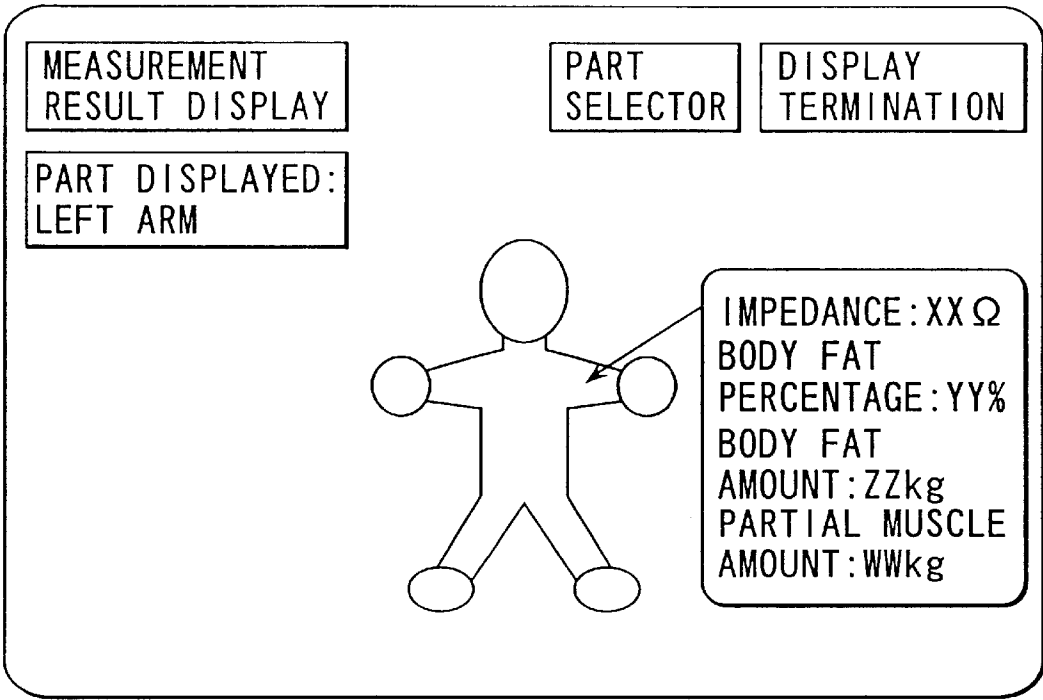 MEASUREMENT
RESULT DISPLAY
PART
SELECTOR
DISPLAY
TERMINATION
PART DISPLAYED:
LEFT ARM
IMPEDANCE:XXΩ
BODY FAT
PERCENTAGE:YY%
BODY FAT
AMOUNT:ZZkg
PARTIAL MUSCLE
AMOUNT:WWkg